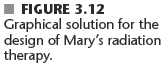 ■ FIGURE 3.12
Graphical solution for the
design of Mary's radiation
therapy.